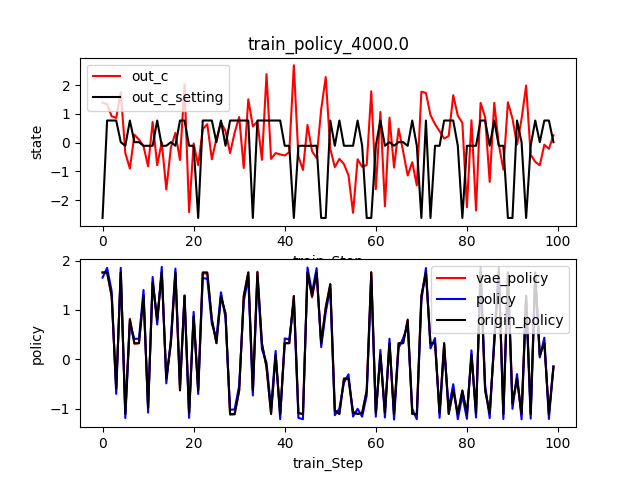 train_policy_4000.0
out_c
out_c_setting
state
2
1
0
−1
−2
0
20
40
60
80
100
train_Step
vae_policy
policy
origin_policy
policy
2
1
0
−1
0
20
40
60
80
100
train_Step